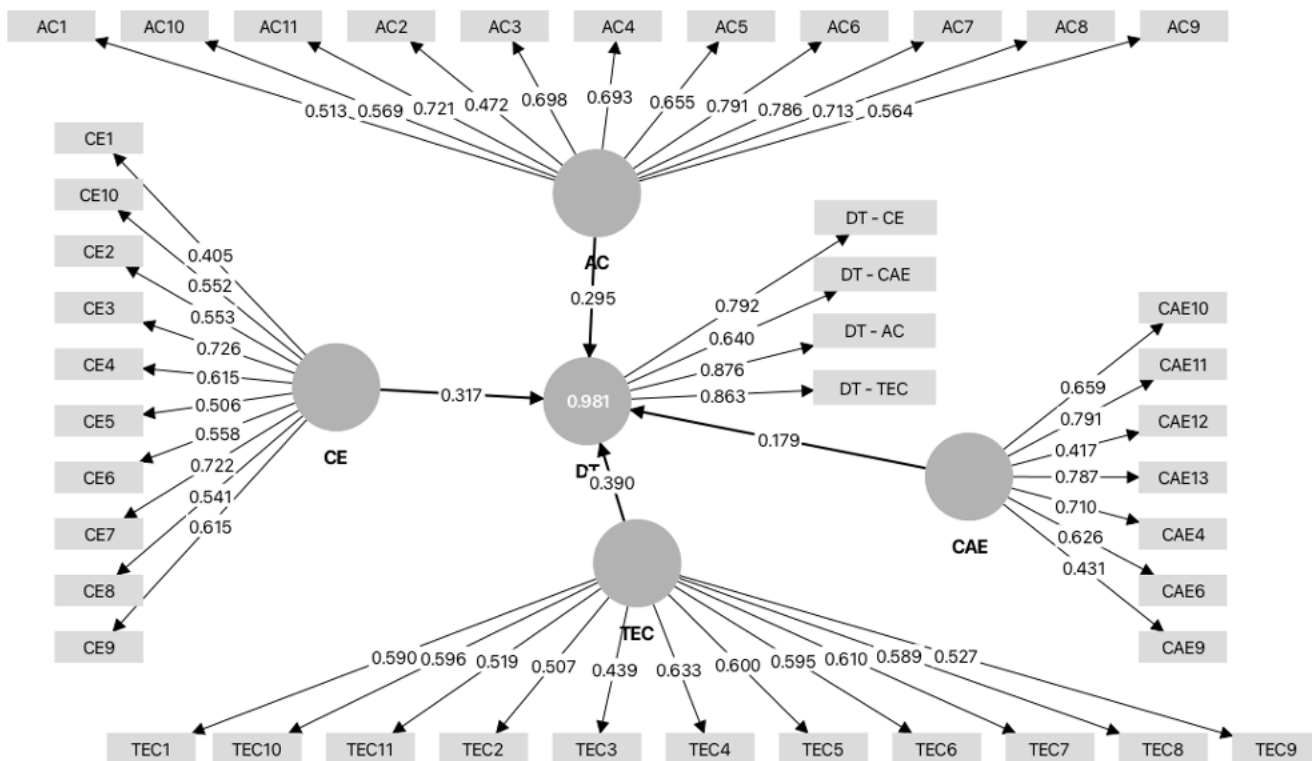 AC1 AC10 AC11 AC2 AC3 AC4 AC5 AC6 AC7 AC8 AC9
0.513 0.569 0.721 0.472 0.698 0.693 0.655 0.791 0.786 0.713 0.564
CE1
CE10
CE2
CE3
CE4
CE5
CE6
CE7
CE8
CE9
0.405
0.552
0.553
0.726
0.615
0.506
0.558
0.722
0.541
0.615
CE
0.317
AC
0.295
0.981
DT
0.390
DT - CE
DT - CAE
DT - AC
DT - TEC
0.792
0.640
0.876
0.863
0.179
CAE
0.659
0.791
0.417
0.787
0.710
0.626
0.431
CAE10
CAE11
CAE12
CAE13
CAE4
CAE6
CAE9
TEC
0.590 0.596 0.519 0.507 0.439 0.633 0.600 0.595 0.610 0.589 0.527
TEC1 TEC10 TEC11 TEC2 TEC3 TEC4 TEC5 TEC6 TEC7 TEC8 TEC9